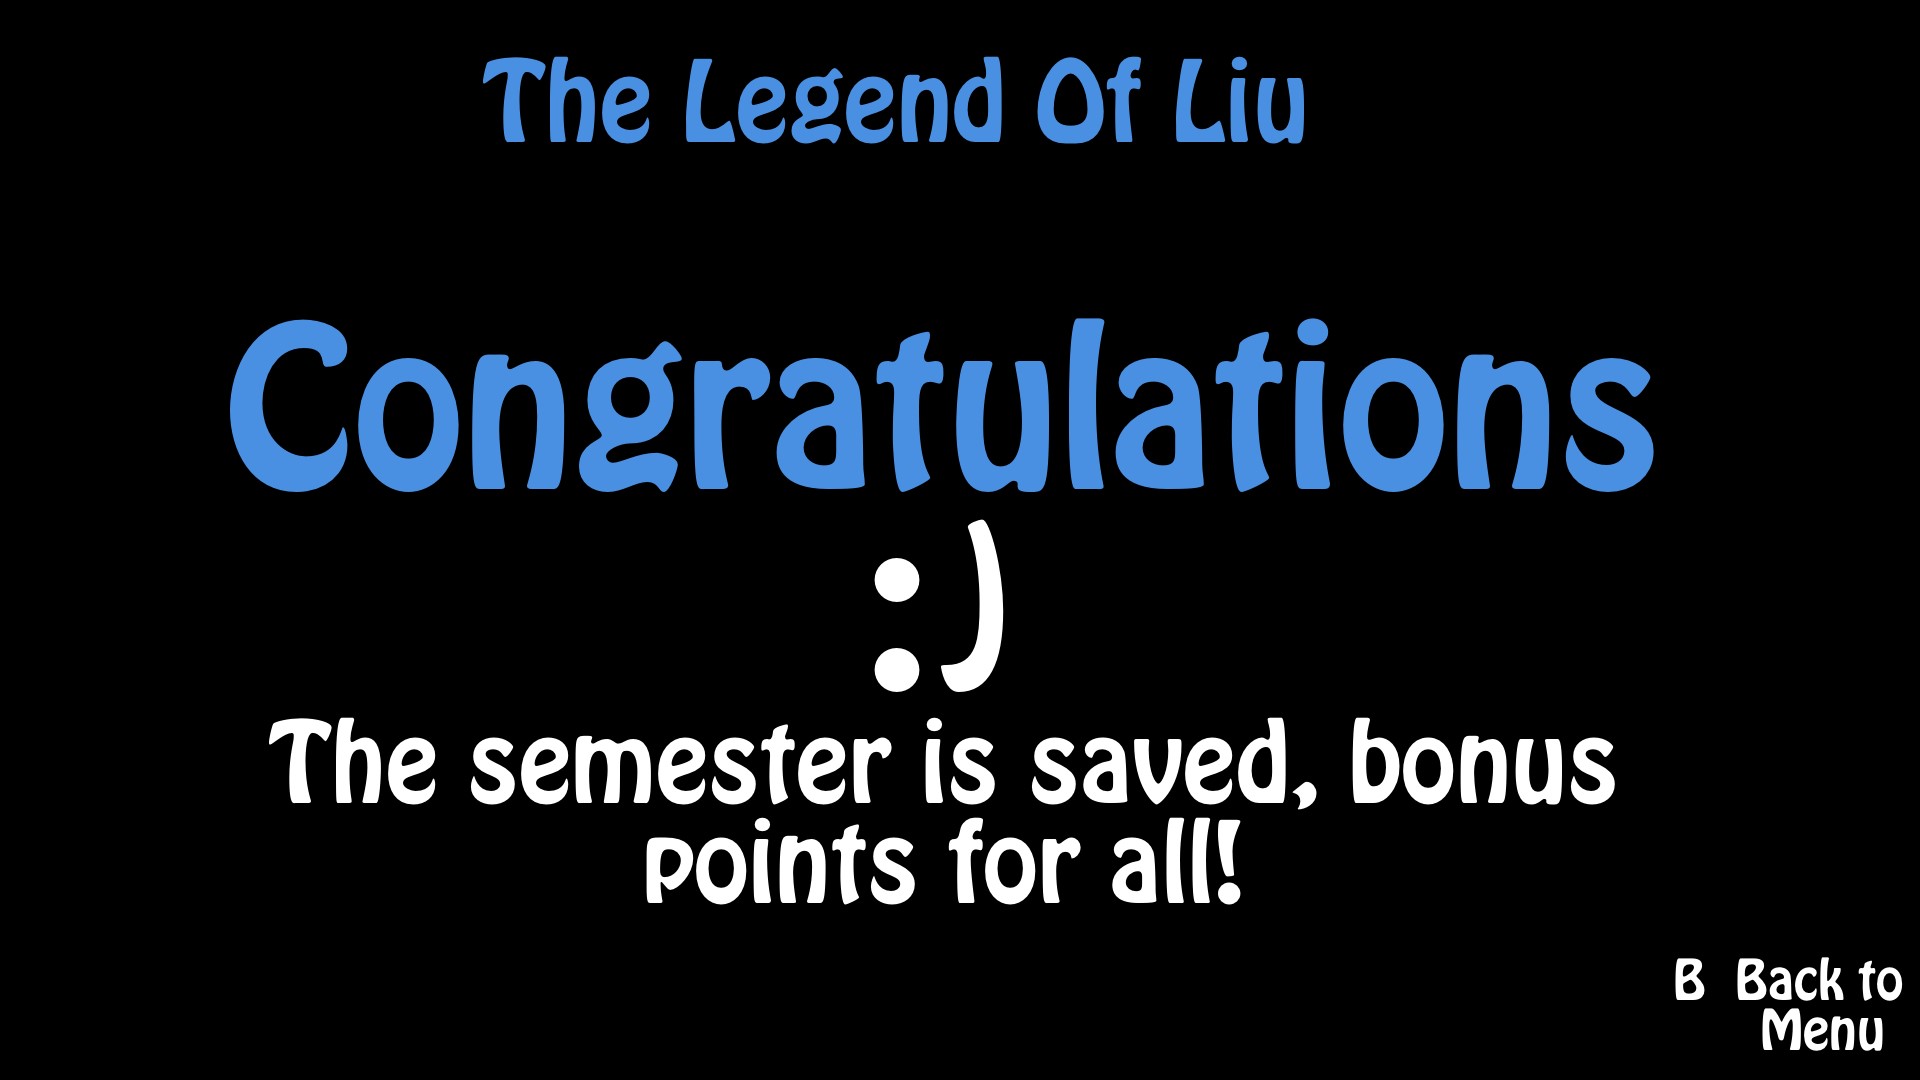 The Legend Of Liu
Congratulations
:)
The semester is saved, bonus
points for all!
B Back to
Menu